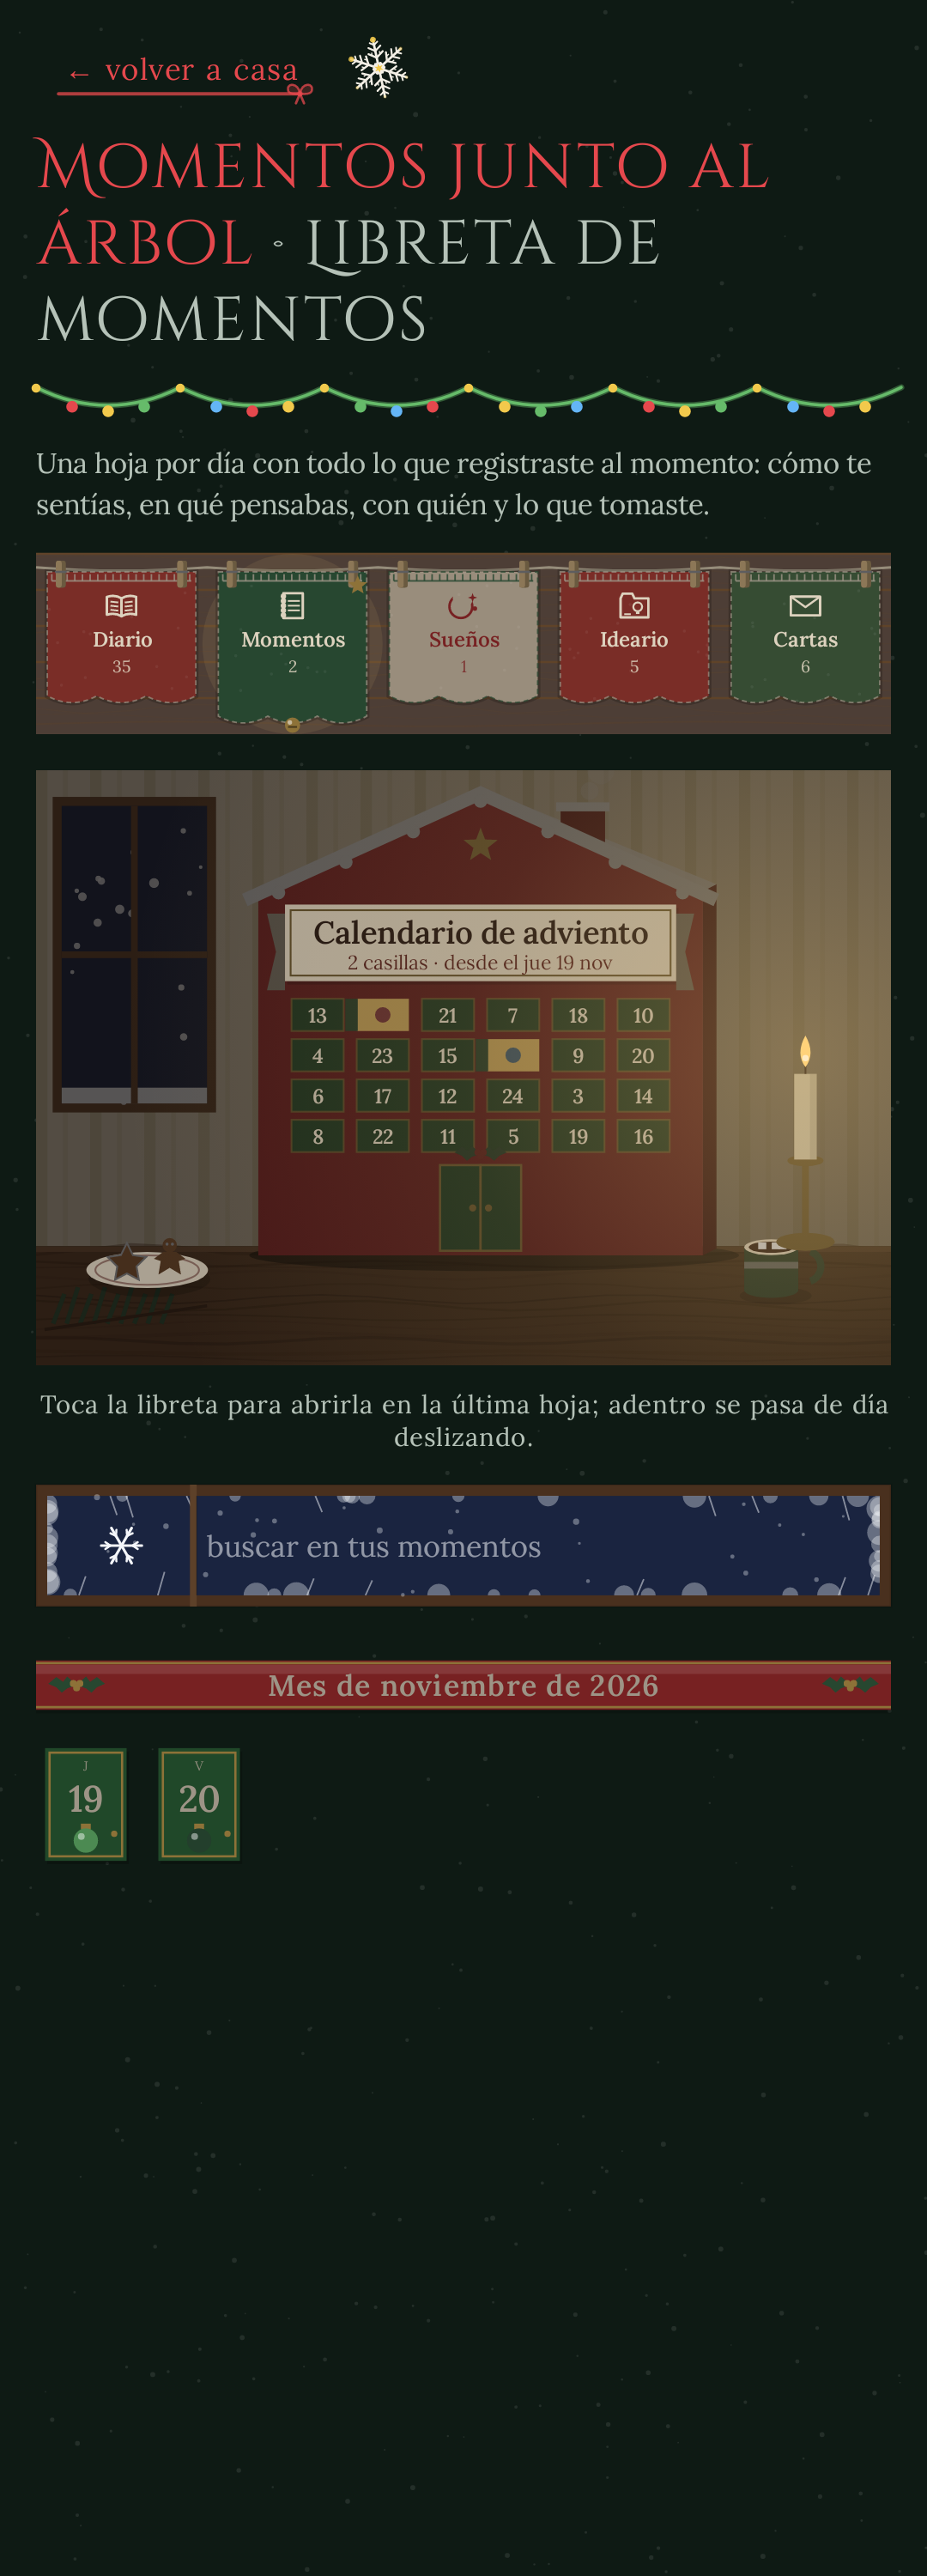 ← volver a casa
Momentos junto al
árbol · Libreta de
momentos
Una hoja por día con todo lo que registraste al momento: cómo te
sentías, en qué pensabas, con quién y lo que tomaste.
Diario Momentos Sueños Ideario Cartas
35 2 1 5 6
Calendario de adviento
2 casillas · desde el jue 19 nov
13 21 7 18 10
4 23 15 9 20
6 17 12 24 3 14
8 22 11 5 19 16
Toca la libreta para abrirla en la última hoja; adentro se pasa de día
deslizando.
buscar en tus momentos
Mes de noviembre de 2026
J V
19 20